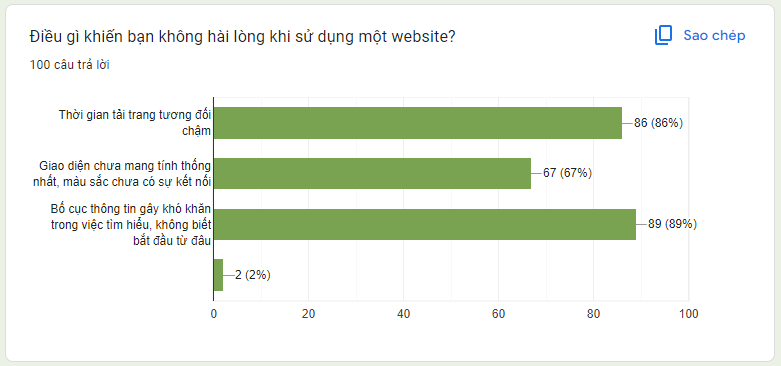 Điều gì khiến bạn không hài lòng khi sử dụng một website?
Sao chép
100 câu trả lời
Thời gian tải trang tương đối
chậm
86 (86%)
Giao diện chưa mang tính thống
nhất, màu sắc chưa có sự kết nối
67 (67%)
Bố cục thông tin gây khó khăn
trong việc tìm hiểu, không biết
bắt đầu từ đâu
89 (89%)
2 (2%)
0 20 40 60 80 100